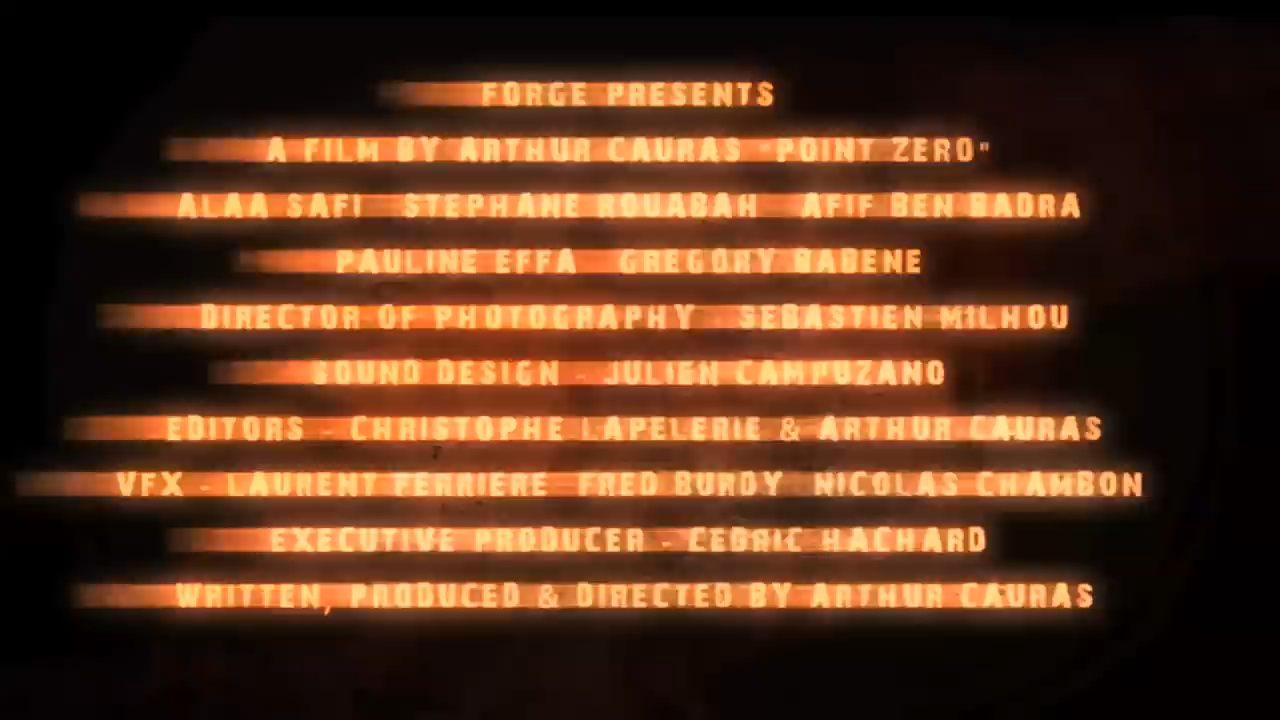 FORGE PRESENTS
A FILM BY ARTHUR CAURAS "POINT ZERO"
ALAA SAFI STEPHANE ROUABAH AFIF BEN BADRA
PAULINE EFFA GREGORY BABENE
DIRECTOR OF PHOTOGRAPHY - SEBASTIEN MILHOU
SOUND DESIGN - JULIEN CAMPUZANO
EDITORS - CHRISTOPHE LAPELERIE & ARTHUR CAURAS
VFX - LAURENT FERRIERE FRED BURDY NICOLAS CHAMBON
EXECUTIVE PRODUCER - CEDRIC HACHARD
WRITTEN, PRODUCED & DIRECTED BY ARTHUR CAURAS